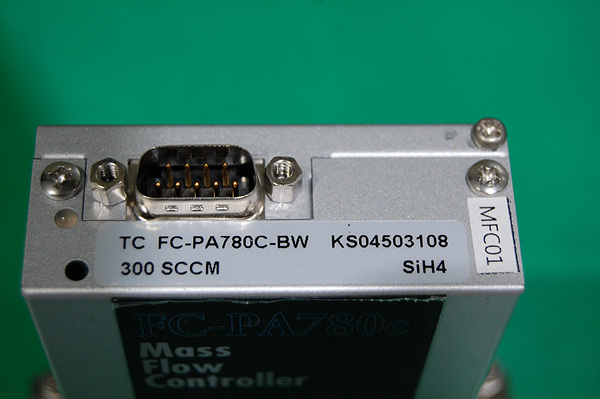 TC FC-PA780C-BW KS04503108
300 SCCM SiH4
MFC01
FC-PA780c
Mass
Flow
Controller